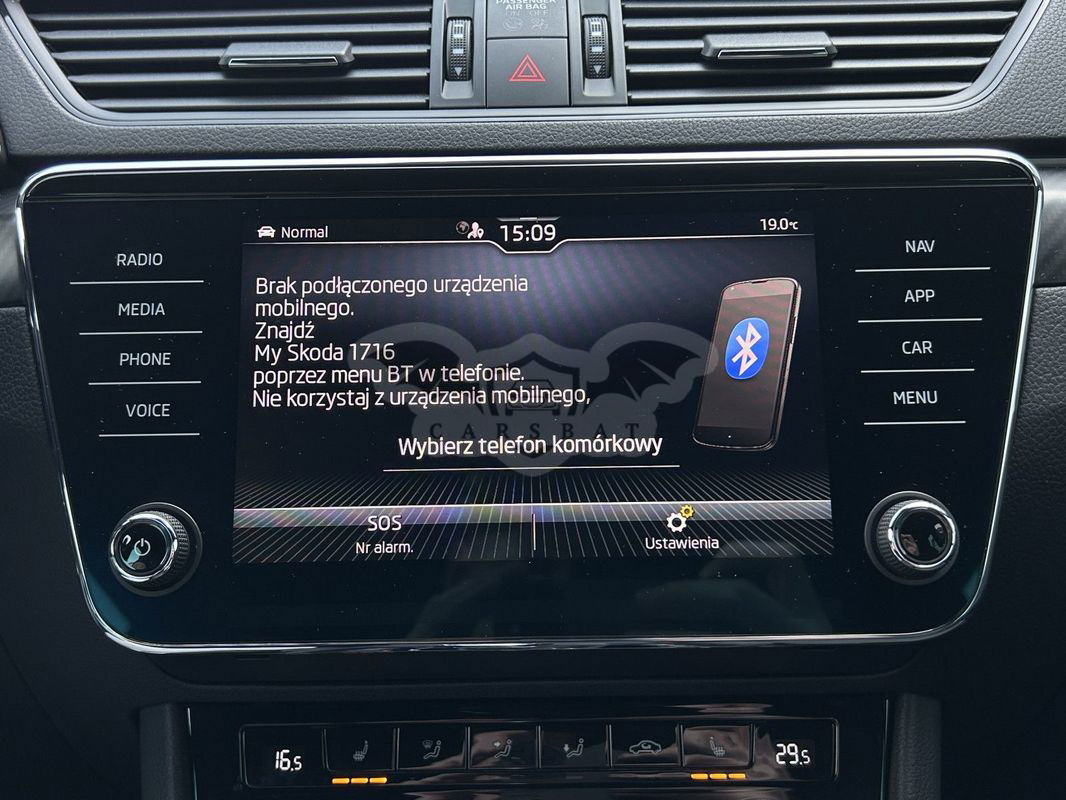 PASSENGER
AIR BAG
ON OFF
Normal
15:09
19.0°C
RADIO
MEDIA
PHONE
VOICE
Brak podłączonego urządzenia
mobilnego.
Znajdź
My Skoda 1716
poprzez menu BT w telefonie.
Nie korzystaj z urządzenia mobilnego,
CARSBAT
Wybierz telefon komórkowy
SOS
Nr alarm.
Ustawienia
NAV
APP
CAR
MENU
16.5
29.5